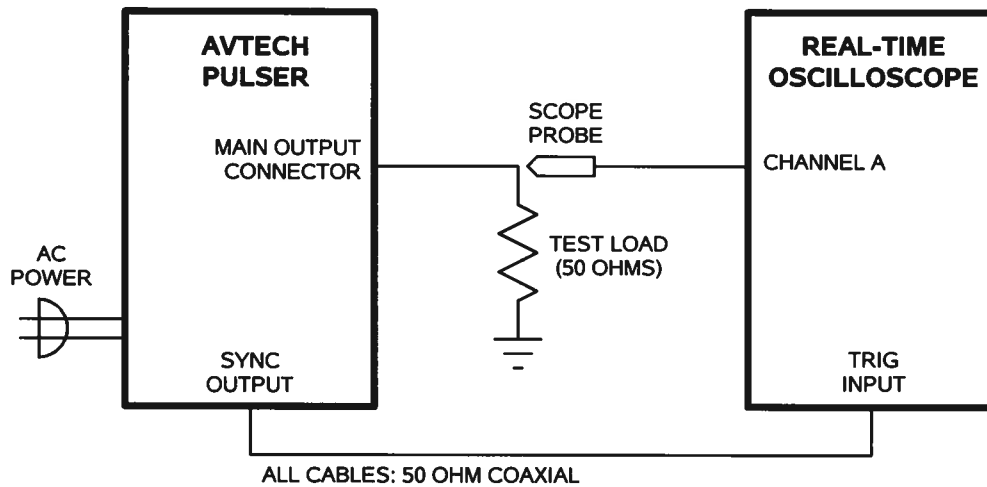 AVTECH
PULSER
MAIN OUTPUT
CONNECTOR
AC
POWER
SYNC
OUTPUT
SCOPE
PROBE
TEST LOAD
(50 OHMS)
REAL-TIME
OSCILLOSCOPE
CHANNEL A
TRIG
INPUT
ALL CABLES: 50 OHM COAXIAL